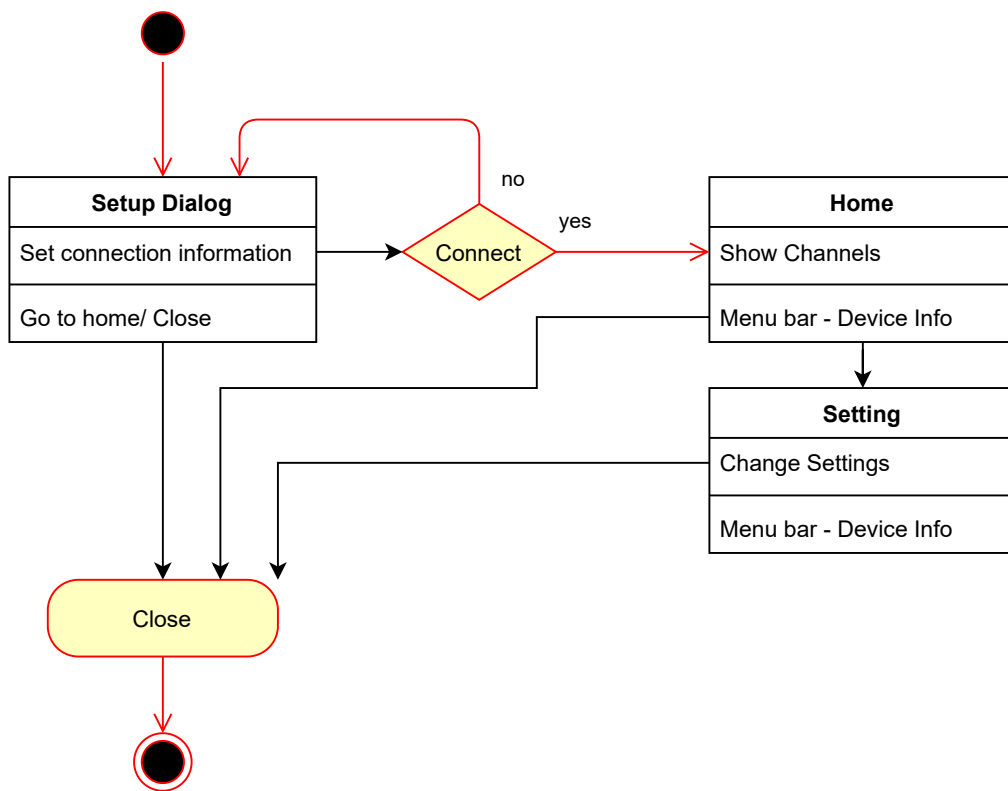 Setup Dialog
Set connection information
Go to home/ Close
no
yes
Connect
Home
Show Channels
Menu bar - Device Info
Setting
Change Settings
Menu bar - Device Info
Close